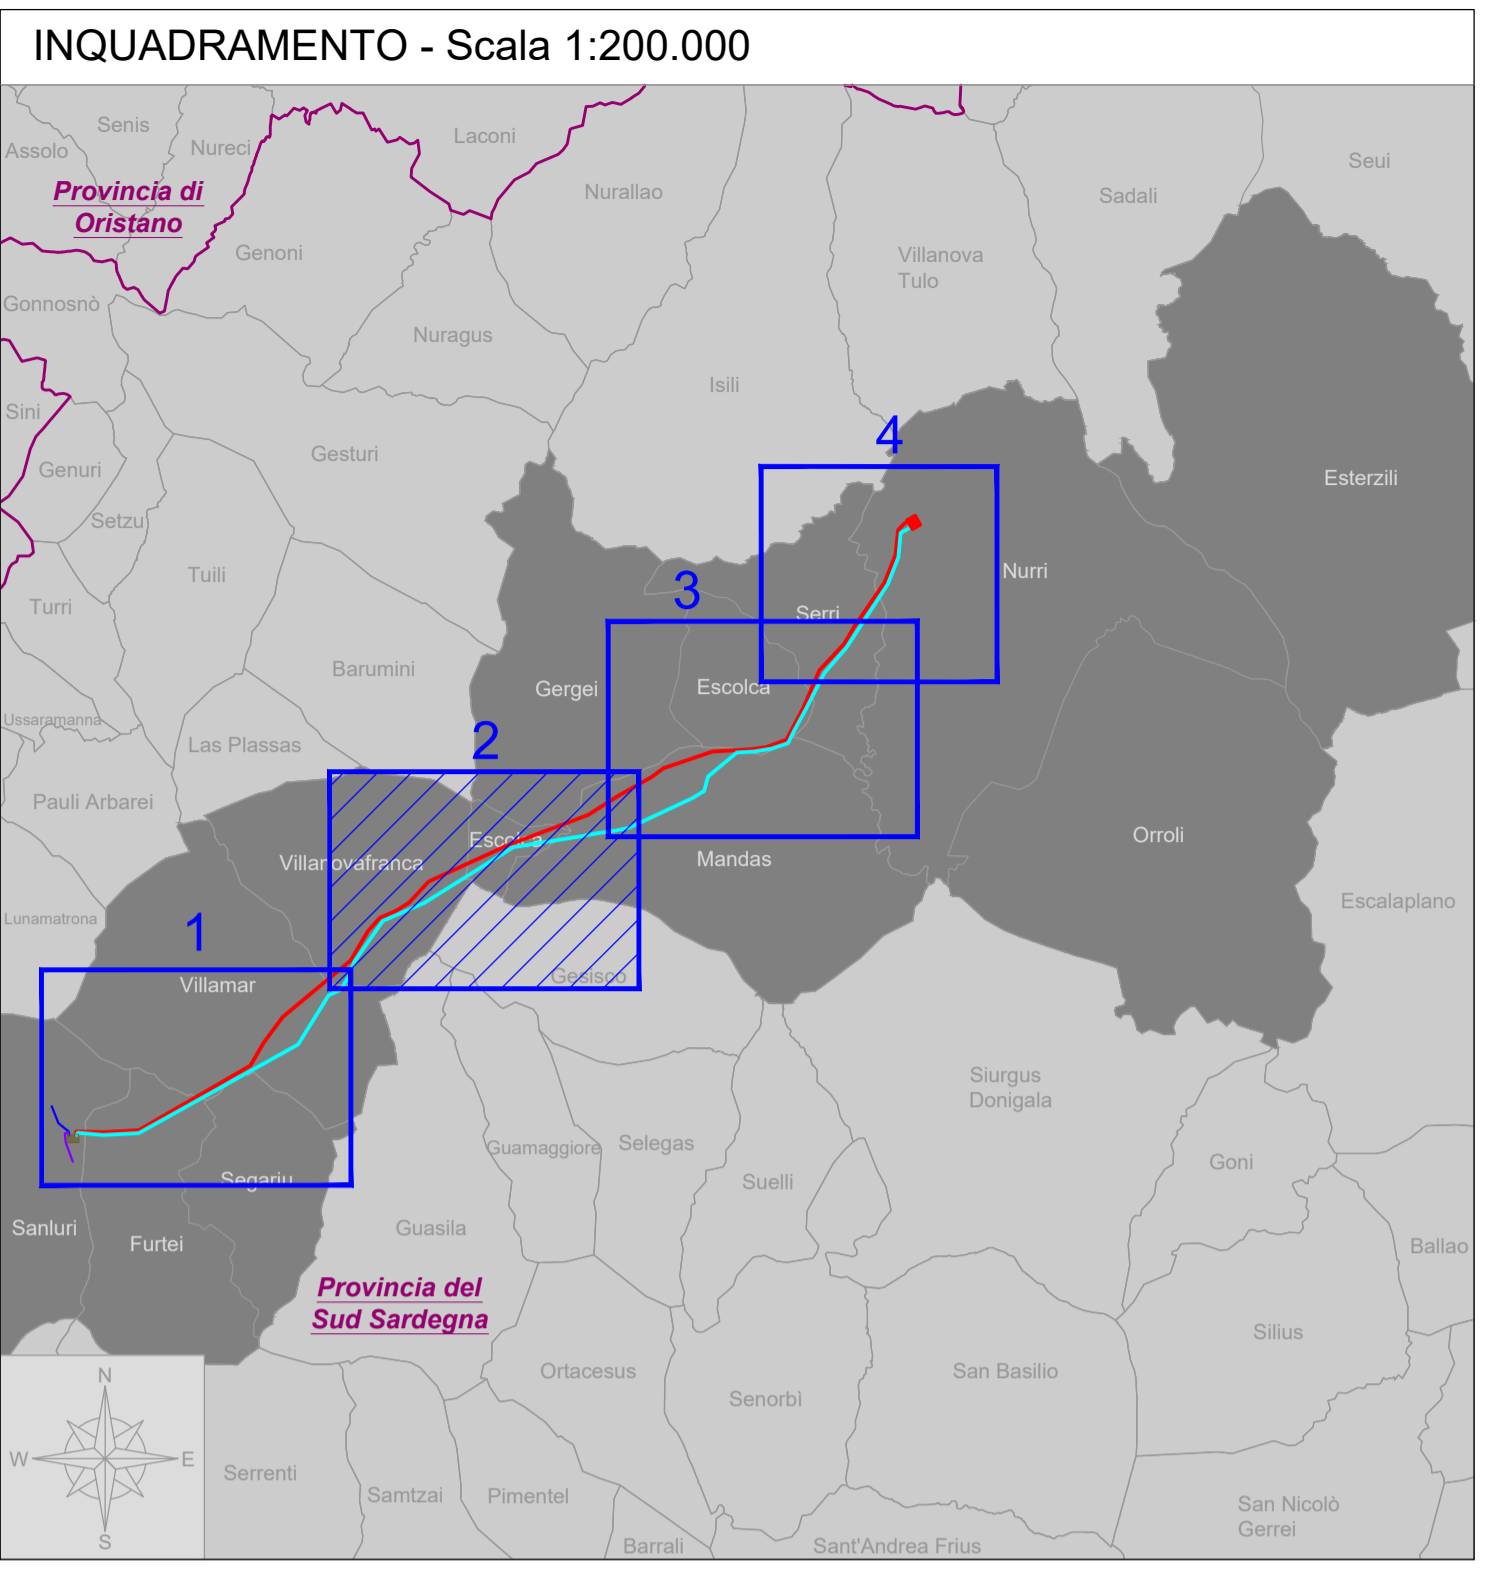 INQUADRAMENTO - Scala 1:200.000
Senis
Laconi
Assolo
Nureci
Seui
Provincia di
Oristano
Nurallao
Sadali
Genoni
Villanova
Tulo
Gonnosnò
Nuragus
Isili
Sini
4
Gesturi
Genuri
Esterzili
Setzu
Tuili
Nurri
3
Turri
Serri
Barumini
Gergei
Escolca
Ussaramanna
Las Plassas
2
Pauli Arbarei
Escolca
Orroli
Villanovafranca
Mandas
Escalaplano
Lunamatrona
1
Gesisco
Villamar
Siurgus
Donigala
Guamaggiore
Selegas
Goni
Segariu
Suelli
Sanluri
Guasila
Furtei
Ballao
Provincia del
Sud Sardegna
Silius
Ortacesus
San Basilio
N
Senorbì
W
E
Serrenti
Samtzai
Pimentel
San Nicolò
Gerrei
S
Barrali
Sant'Andrea Frius